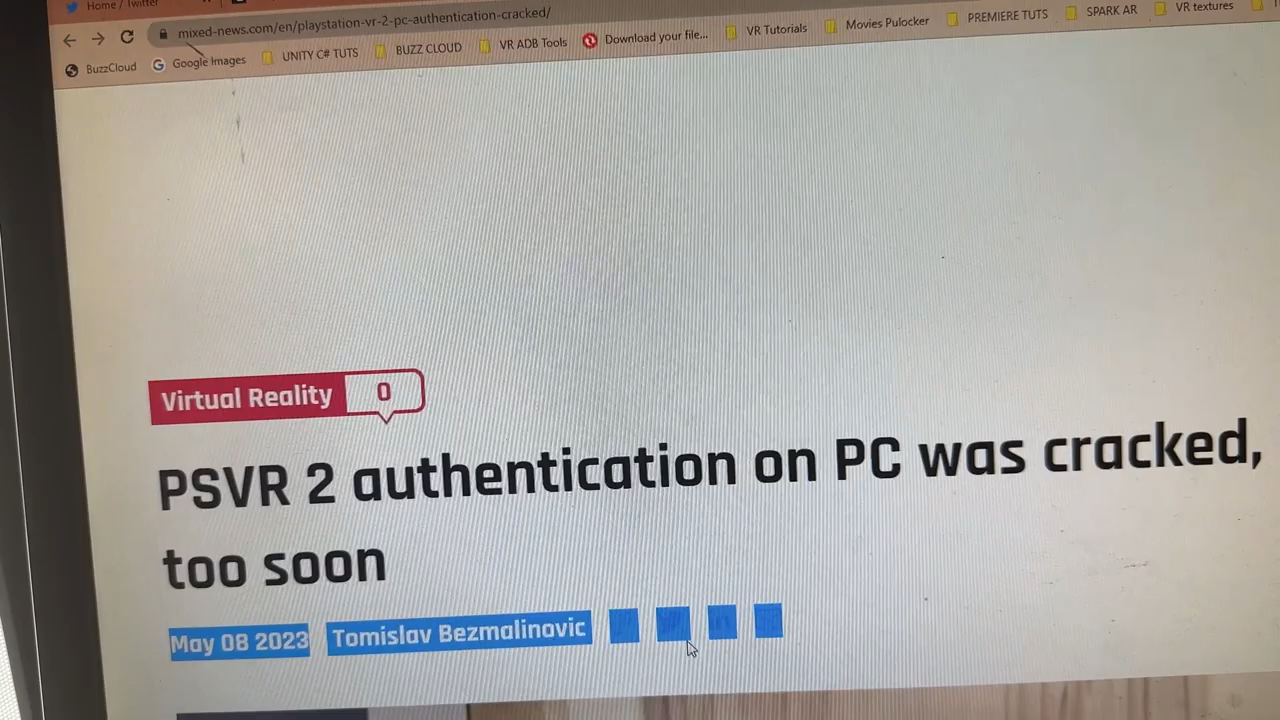 Home / Twitter
mixed-news.com/en/playstation-vr-2-pc-authentication-cracked/
BuzzCloud Google Images UNITY C# TUTS BUZZ CLOUD VR ADB Tools Download your file... VR Tutorials Movies Pulocker PREMIERE TUTS SPARK AR VR textures
Virtual Reality 0
PSVR 2 authentication on PC was cracked,
too soon
May 08 2023 Tomislav Bezmalinovic